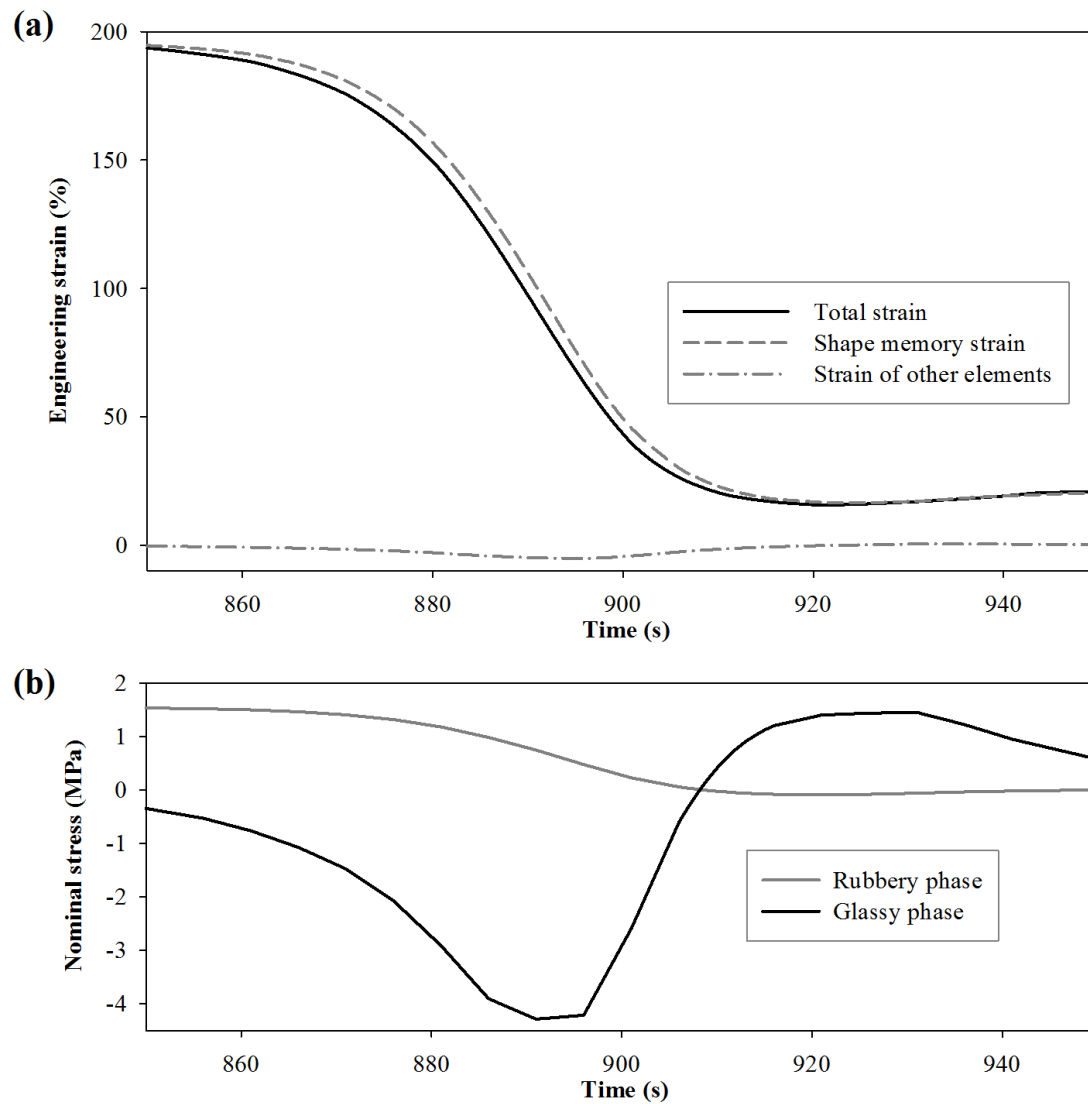 (a)
200
150
100
50
0
Engineering strain (%)
Total strain
Shape memory strain
Strain of other elements
860 880 900 920 940
Time (s)
(b)
2
1
0
-1
-2
-3
-4
Nominal stress (MPa)
Rubbery phase
Glassy phase
860 880 900 920 940
Time (s)